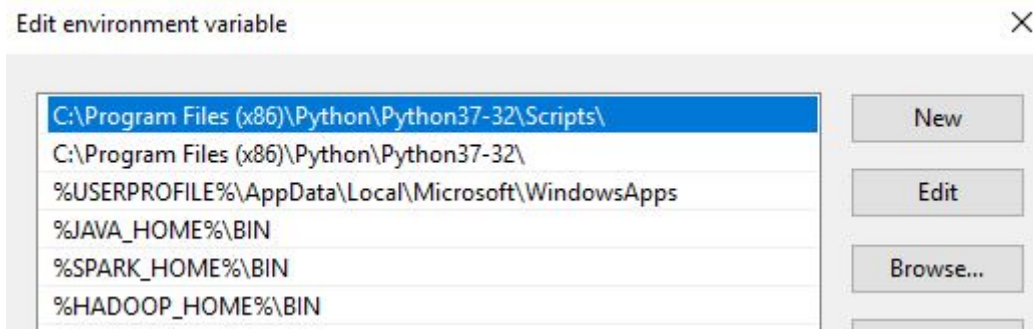 Edit environment variable
C:\Program Files (x86)\Python\Python37-32\Scripts\
New
C:\Program Files (x86)\Python\Python37-32\
%USERPROFILE%\AppData\Local\Microsoft\WindowsApps
Edit
%JAVA_HOME%\BIN
%SPARK_HOME%\BIN
Browse...
%HADOOP_HOME%\BIN